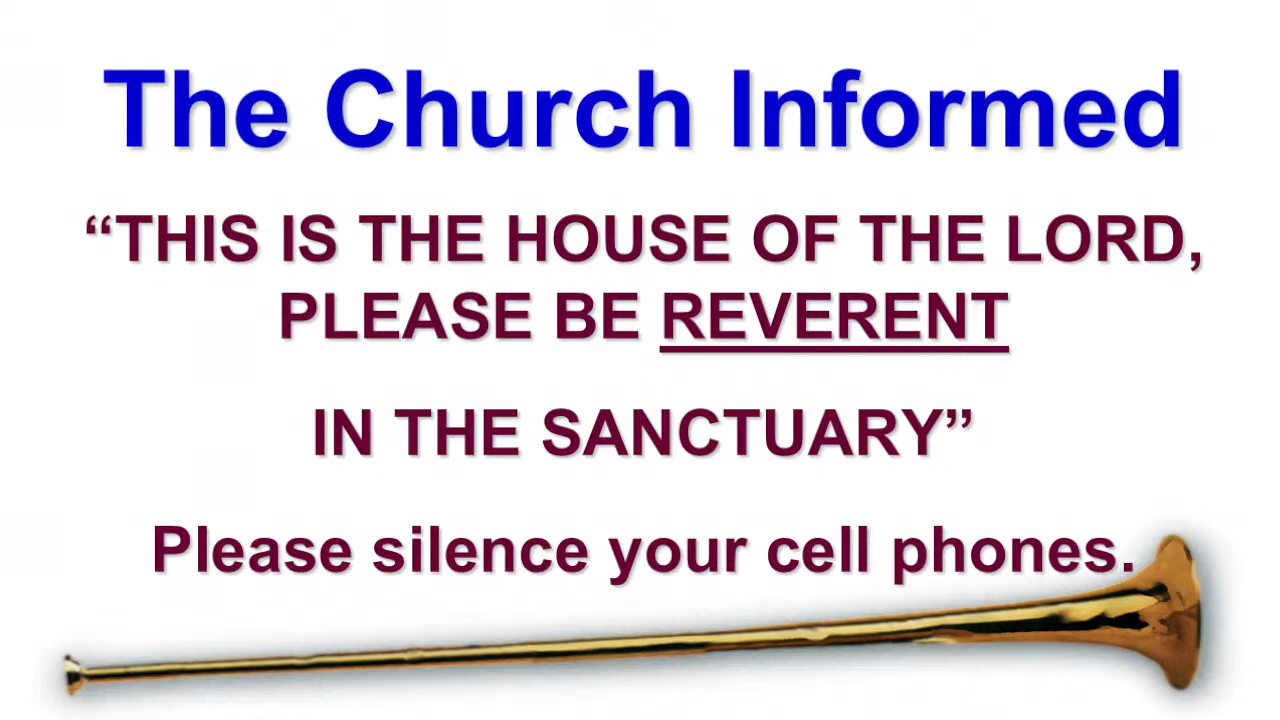 The Church Informed
“THIS IS THE HOUSE OF THE LORD,
PLEASE BE REVERENT
IN THE SANCTUARY”
Please silence your cell phones.